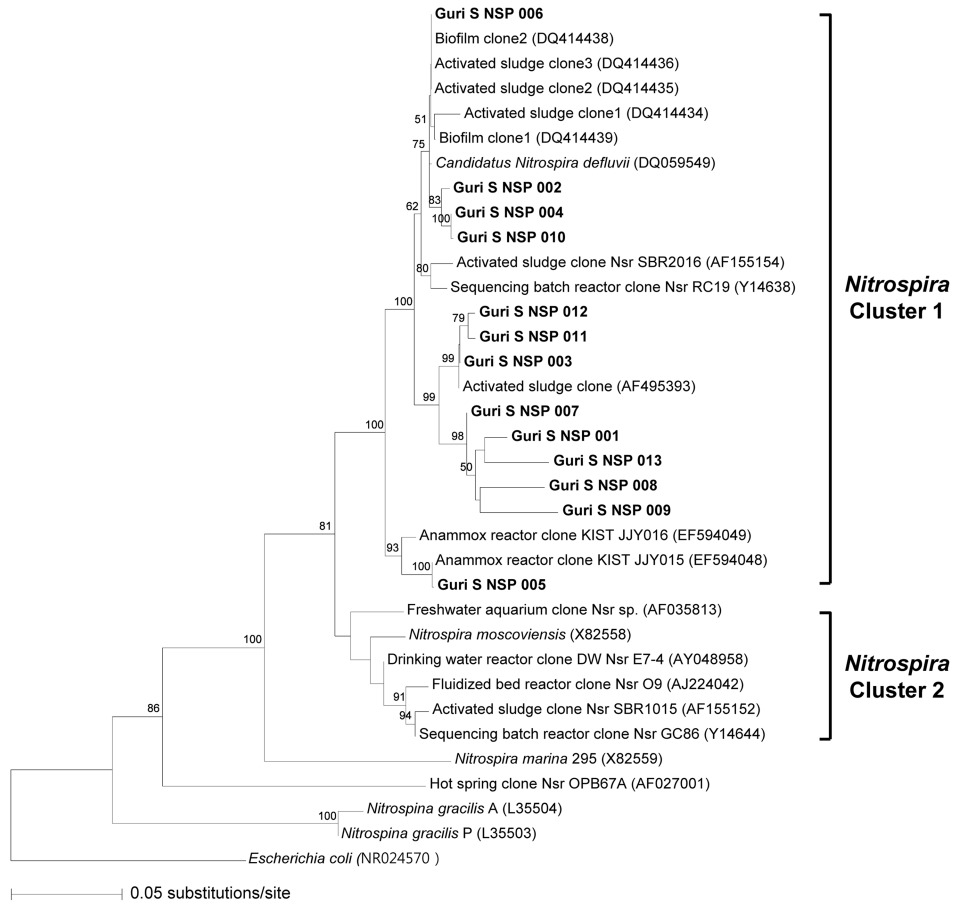 Guri S NSP 006
Biofilm clone2 (DQ414438)
Activated sludge clone3 (DQ414436)
Activated sludge clone2 (DQ414435)
51
Activated sludge clone1 (DQ414434)
Biofilm clone1 (DQ414439)
75
Candidatus Nitrospira defluvii (DQ059549)
Guri S NSP 002
83
62
Guri S NSP 004
100
Guri S NSP 010
Activated sludge clone Nsr SBR2016 (AF155154)
80
Sequencing batch reactor clone Nsr RC19 (Y14638)
Nitrospira
Cluster 1
100
Guri S NSP 012
79
Guri S NSP 011
99
Guri S NSP 003
Activated sludge clone (AF495393)
99
Guri S NSP 007
100
98
Guri S NSP 001
Guri S NSP 013
50
Guri S NSP 008
Guri S NSP 009
81
Anammox reactor clone KIST JJY016 (EF594049)
93
Anammox reactor clone KIST JJY015 (EF594048)
100
Guri S NSP 005
Freshwater aquarium clone Nsr sp. (AF035813)
100
Nitrospira moscoviensis (X82558)
Drinking water reactor clone DW Nsr E7-4 (AY048958)
Nitrospira
Cluster 2
Fluidized bed reactor clone Nsr O9 (AJ224042)
91
Activated sludge clone Nsr SBR1015 (AF155152)
94
86
Sequencing batch reactor clone Nsr GC86 (Y14644)
Nitrospira marina 295 (X82559)
Hot spring clone Nsr OPB67A (AF027001)
Nitrospina gracilis A (L35504)
100
Nitrospina gracilis P (L35503)
Escherichia coli (NR024570 )
0.05 substitutions/site